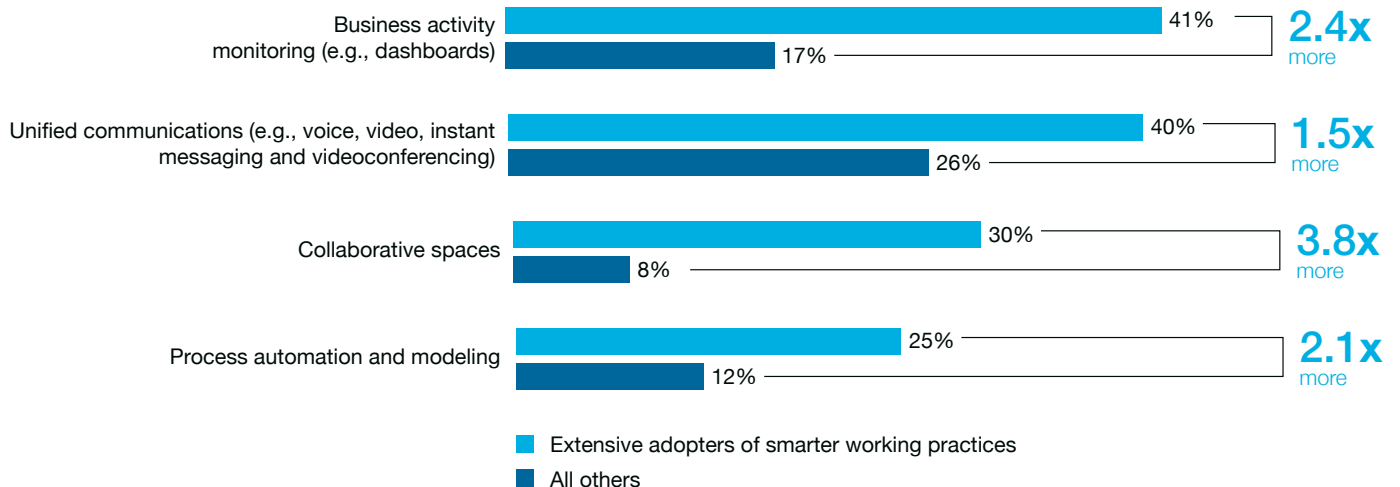 Business activity
monitoring (e.g., dashboards)
41%
17%
2.4x
more
Unified communications (e.g., voice, video, instant
messaging and videoconferencing)
40%
26%
1.5x
more
Collaborative spaces
30%
8%
3.8x
more
Process automation and modeling
25%
12%
2.1x
more
Extensive adopters of smarter working practices
All others